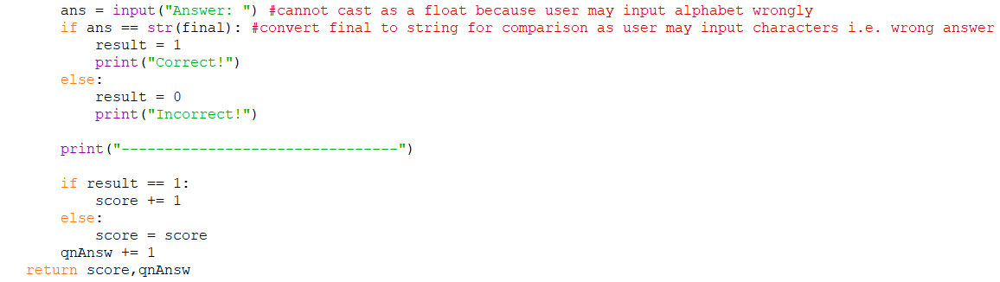 ans = input("Answer: ") #cannot cast as a float because user may input alphabet wrongly
if ans == str(final): #convert final to string for comparison as user may input characters i.e. wrong answer
result = 1
print("Correct!")
else:
result = 0
print("Incorrect!")
print("--------------------------------")
if result == 1:
score += 1
else:
score = score
qnAnsw += 1
return score,qnAnsw